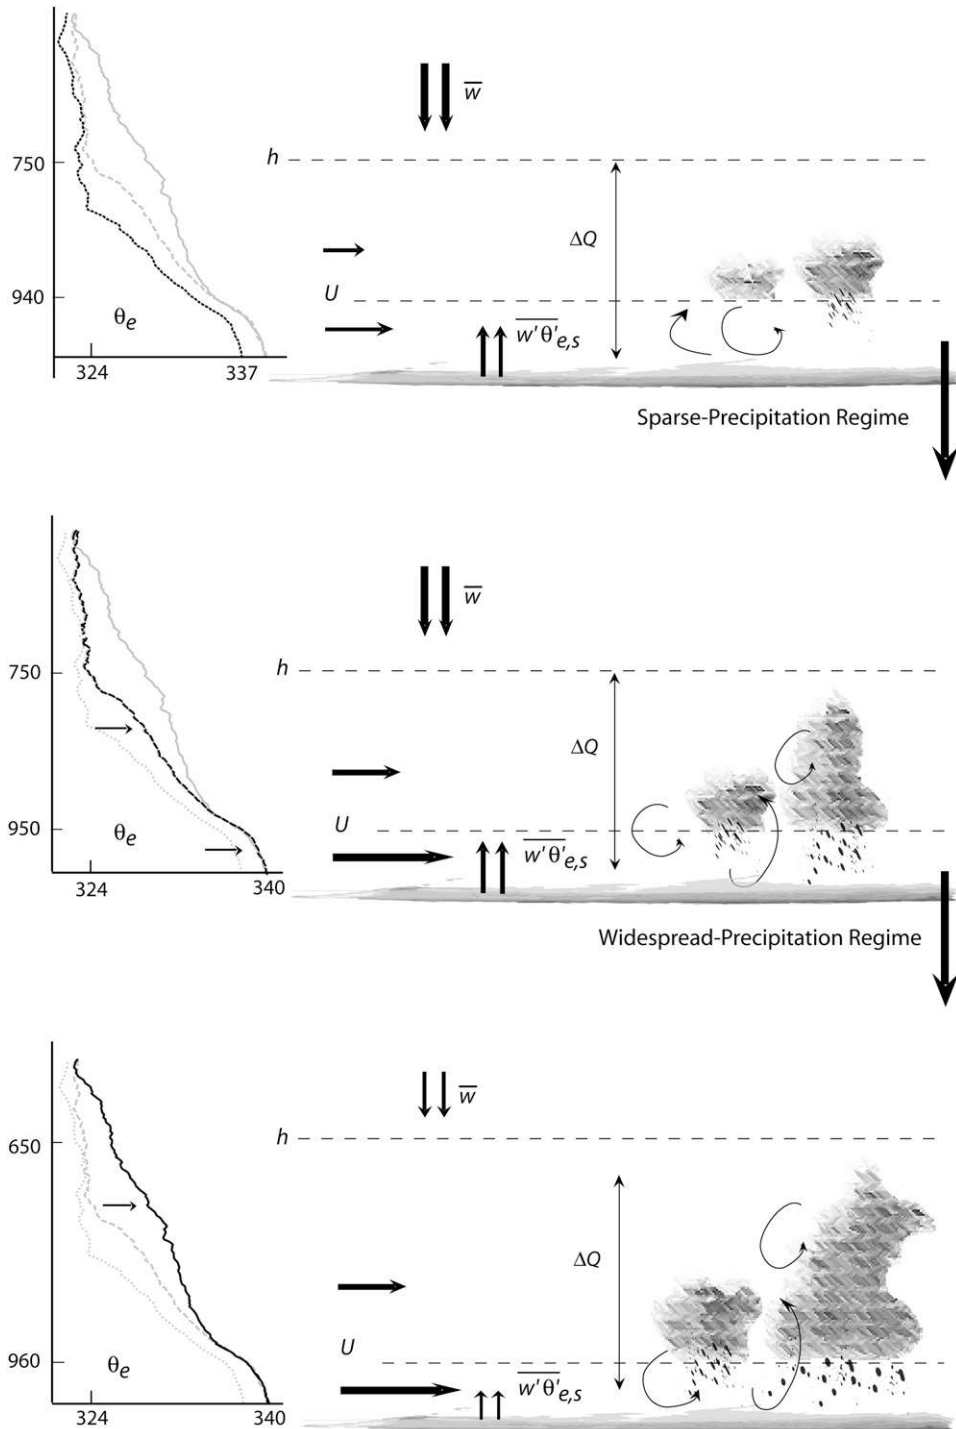 w̅
750
h
ΔQ
940
U
θe
w'θ'e,s
324
337
Sparse-Precipitation Regime
w̅
750
h
ΔQ
950
U
θe
w'θ'e,s
324
340
Widespread-Precipitation Regime
w̅
650
h
ΔQ
960
U
θe
w'θ'e,s
324
340